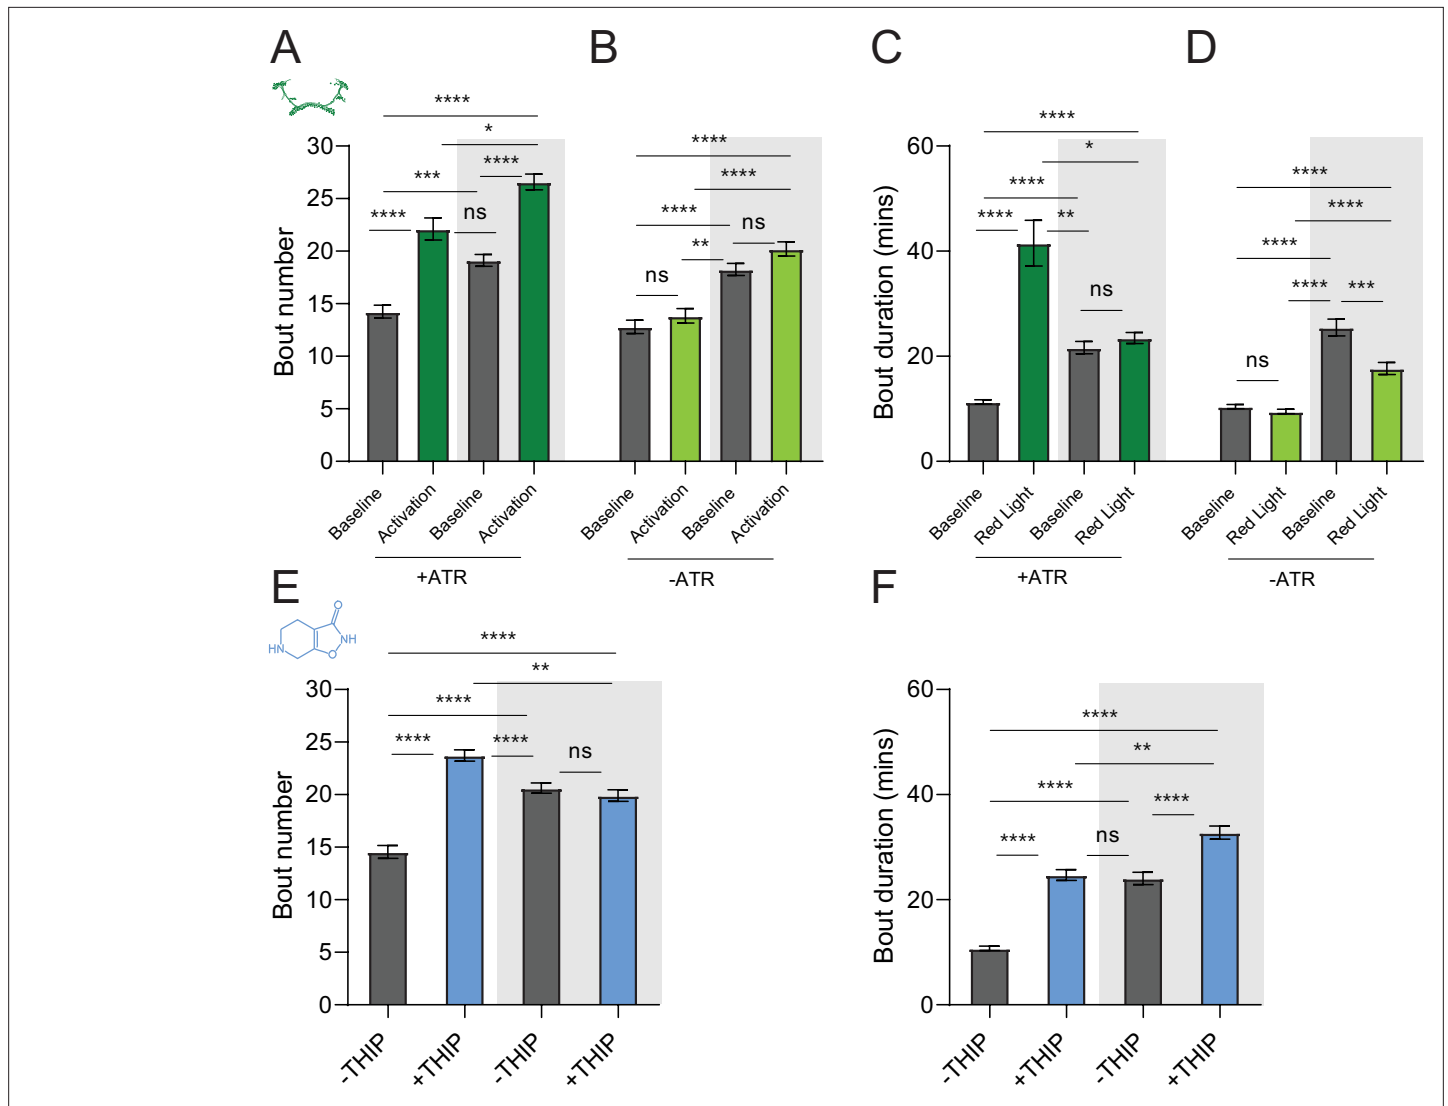 A
B
C
D
****
*
***
****
****
ns
30
25
20
15
10
5
0
Bout number
Baseline
Activation
Baseline
Activation
+ATR
****
****
****
ns
**
ns
Baseline
Activation
Baseline
Activation
-ATR
****
*
****
****
**
ns
60
40
20
0
Bout duration (mins)
Baseline
Red Light
Baseline
Red Light
+ATR
****
****
****
****
***
ns
Baseline
Red Light
Baseline
Red Light
-ATR
E
O
NH
O
HN
****
**
****
****
****
ns
30
25
20
15
10
5
0
Bout number
-THIP
+THIP
-THIP
+THIP
F
****
**
****
****
****
ns
60
40
20
0
Bout duration (mins)
-THIP
+THIP
-THIP
+THIP